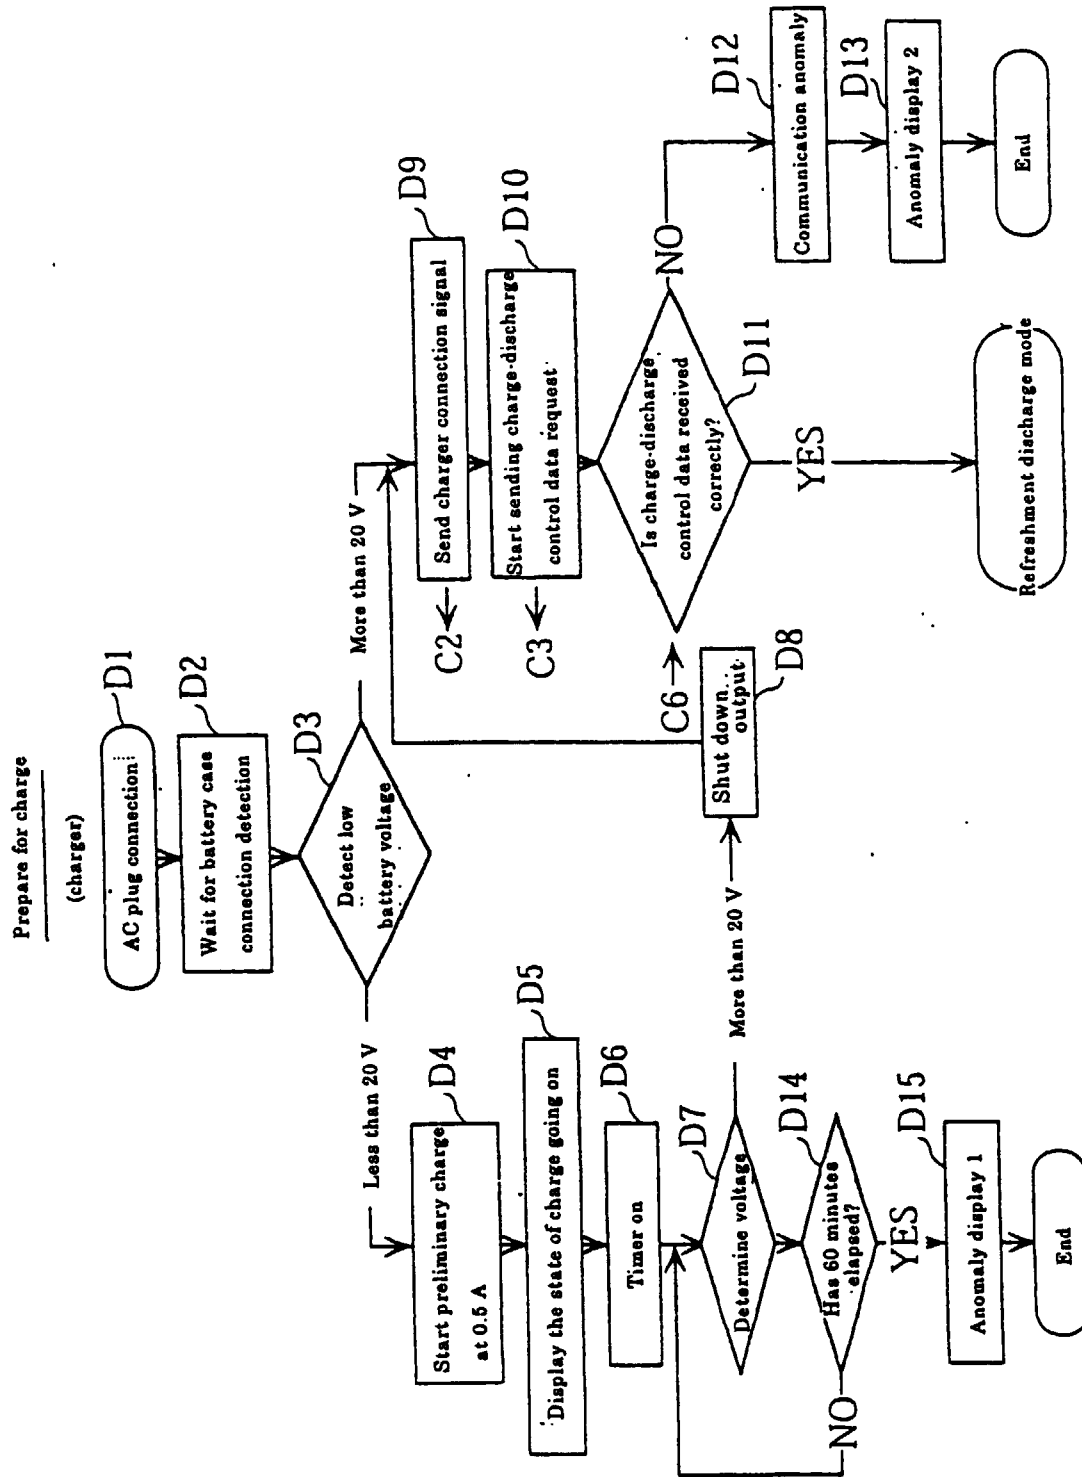 Prepare for charge
(charger)
AC plug connection
D1
Wait for battery case
connection detection
D2
Detect low
battery voltage
D3
Less than 20 V
More than 20 V
Start preliminary charge
at 0.5 A
D4
Display the state of charge going on
D5
Timer on
D6
Determine voltage
D7
More than 20 V
Shut down
output
D8
Has 60 minutes
elapsed?
D14
NO
YES
Anomaly display 1
D15
End
Send charger connection signal
D9
C2
Start sending charge-discharge
control data request
D10
C3
Is charge-discharge
control data received
correctly?
D11
C6
NO
YES
Communication anomaly
D12
Anomaly display 2
D13
End
Refreshment discharge mode